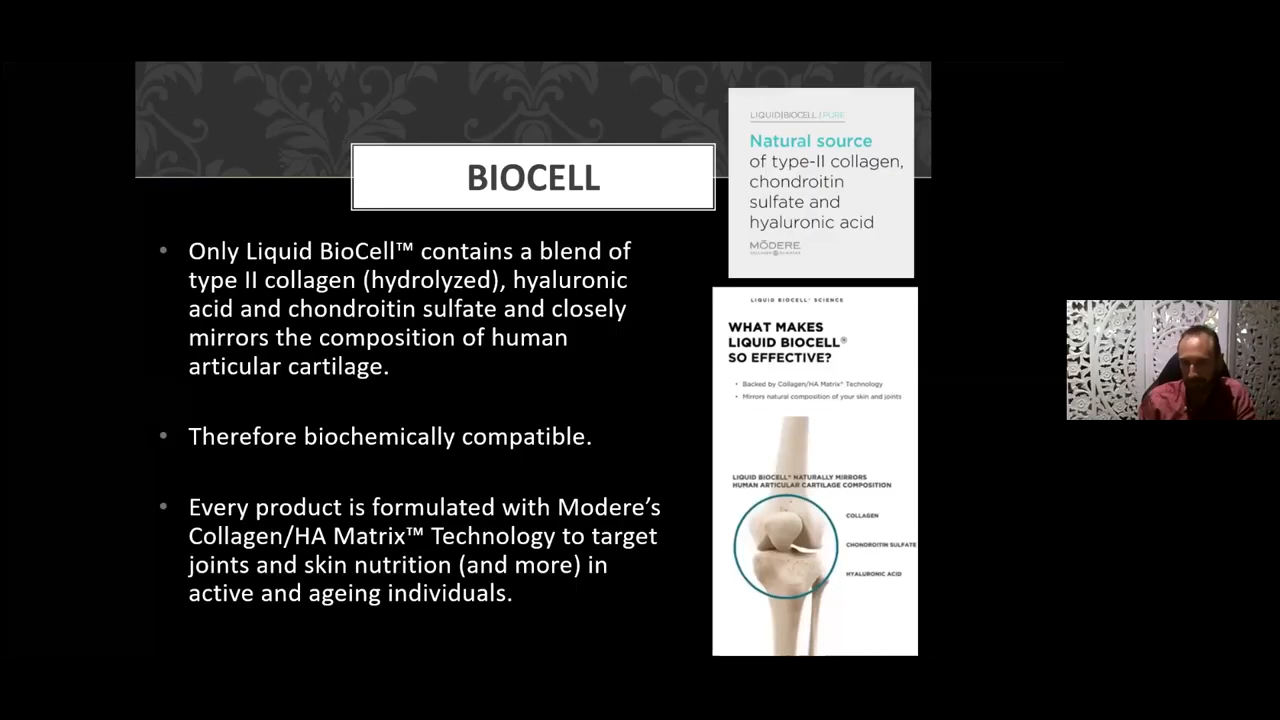 BIOCELL
• Only Liquid BioCell™ contains a blend of
type II collagen (hydrolyzed), hyaluronic
acid and chondroitin sulfate and closely
mirrors the composition of human
articular cartilage.
• Therefore biochemically compatible.
• Every product is formulated with Modere’s
Collagen/HA Matrix™ Technology to target
joints and skin nutrition (and more) in
active and ageing individuals.
LIQUID|BIOCELL | PURE
Natural source
of type-II collagen,
chondroitin
sulfate and
hyaluronic acid
MŌDERE
LIQUID BIOCELL® SCIENCE
WHAT MAKES
LIQUID BIOCELL®
SO EFFECTIVE?
• Backed by Collagen/HA Matrix® Technology
• Mirrors natural composition of your skin and joints
LIQUID BIOCELL® NATURALLY MIRRORS
HUMAN ARTICULAR CARTILAGE COMPOSITION
COLLAGEN
CHONDROITIN SULFATE
HYALURONIC ACID